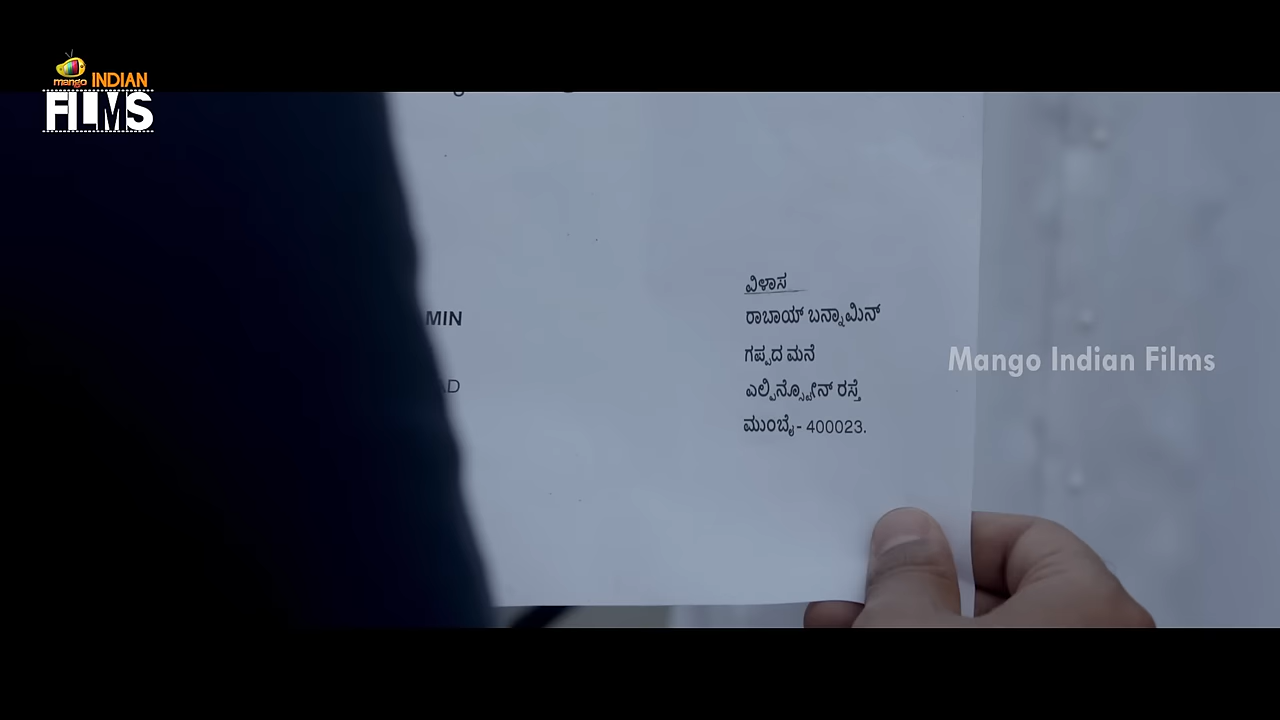 mango INDIAN
FILMS
ವಿಳಾಸ
MIN
ರಾಬಾಯ್ ಬನ್ನಾಮಿನ್
ಗಪ್ಪದ ಮನೆ
Mango Indian Films
AD
ಎಲ್ಪಿನ್ಸ್ಟೋನ್ ರಸ್ತೆ
ಮುಂಬೈ - 400023.